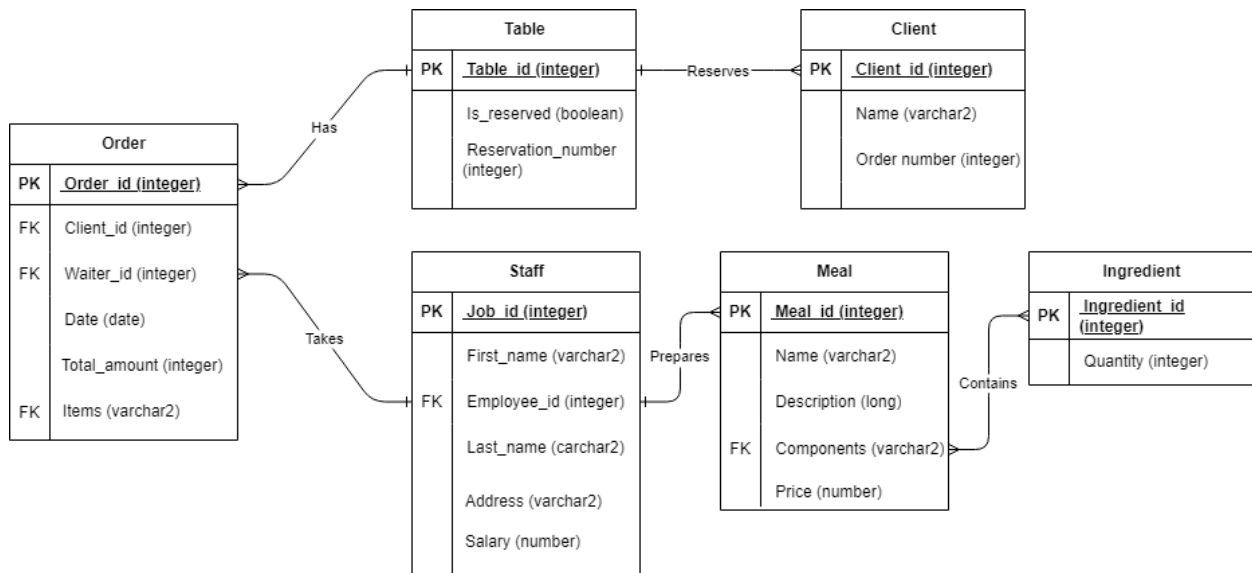 Table
PK Table_id (integer)
Is_reserved (boolean)
Reservation_number
(integer)
Reserves
Client
PK Client_id (integer)
Name (varchar2)
Order number (integer)
Has
Order
PK Order_id (integer)
FK Client_id (integer)
FK Waiter_id (integer)
Date (date)
Total_amount (integer)
FK Items (varchar2)
Takes
Staff
PK Job_id (integer)
First_name (varchar2)
FK Employee_id (integer)
Last_name (carchar2)
Address (varchar2)
Salary (number)
Prepares
Meal
PK Meal_id (integer)
Name (varchar2)
Description (long)
FK Components (varchar2)
Price (number)
Contains
Ingredient
PK Ingredient_id
(integer)
Quantity (integer)